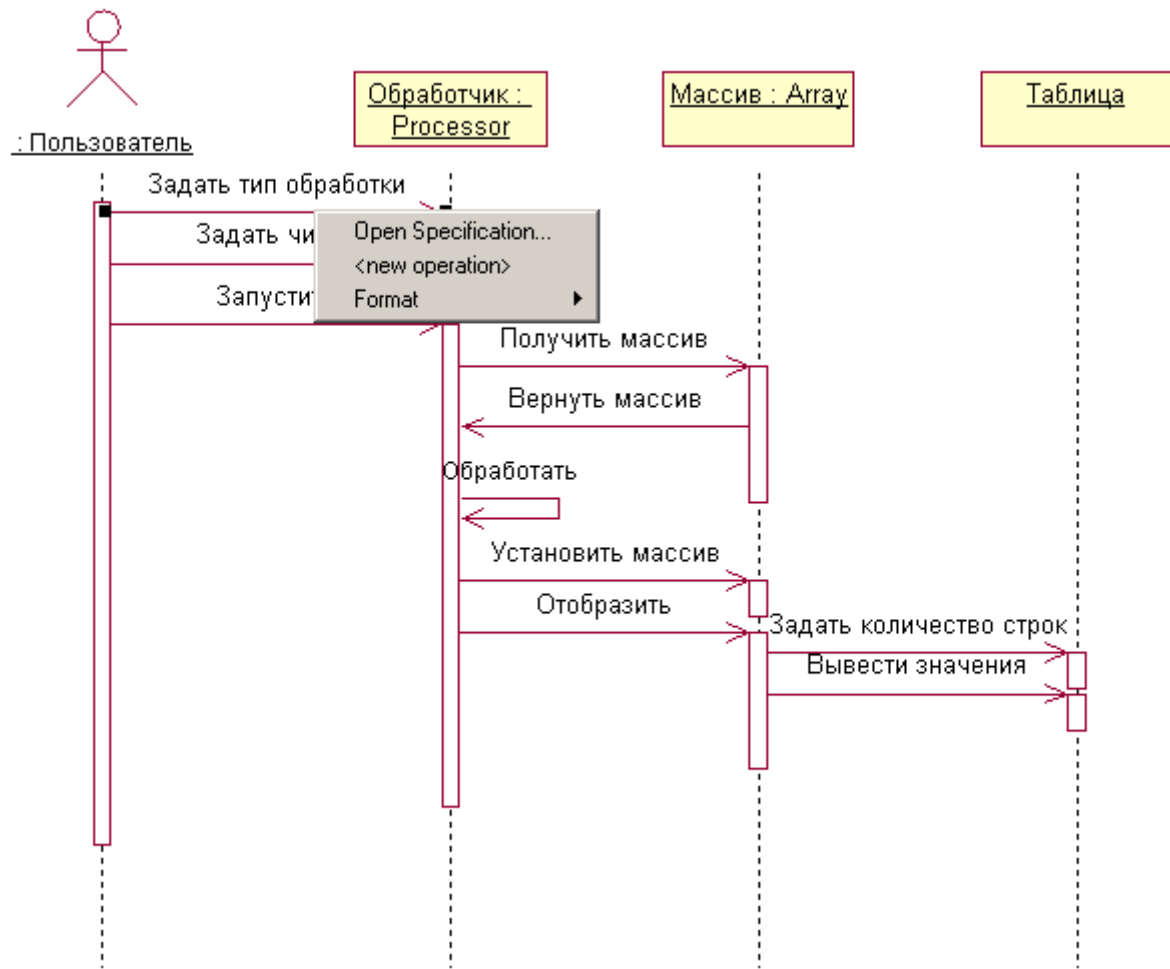 : Пользователь
Обработчик :
Processor
Массив : Array
Таблица
Задать тип обработки
Задать чи
Запустит
Open Specification...
<new operation>
Format
Получить массив
Вернуть массив
Обработать
Установить массив
Отобразить
Задать количество строк
Вывести значения